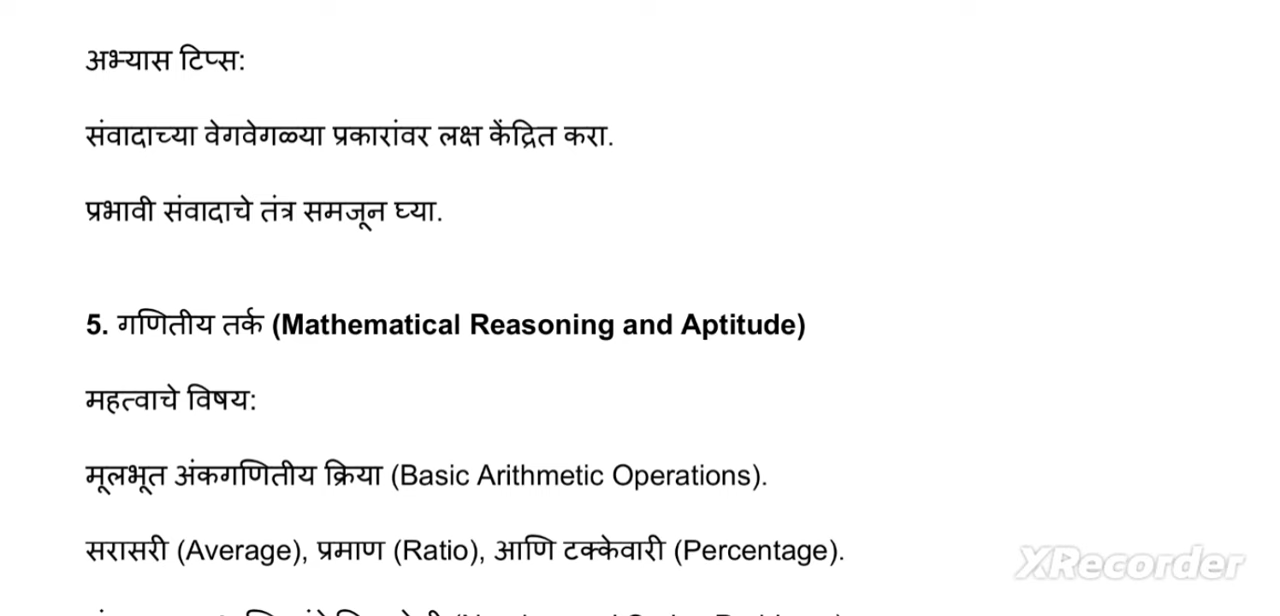 अभ्यास टिप्स:
संवादाच्या वेगवेगळ्या प्रकारांवर लक्ष केंद्रित करा.
प्रभावी संवादाचे तंत्र समजून घ्या.
5. गणितीय तर्क (Mathematical Reasoning and Aptitude)
महत्वाचे विषय:
मूलभूत अंकगणितीय क्रिया (Basic Arithmetic Operations).
सरासरी (Average), प्रमाण (Ratio), आणि टक्केवारी (Percentage).
XRecorder